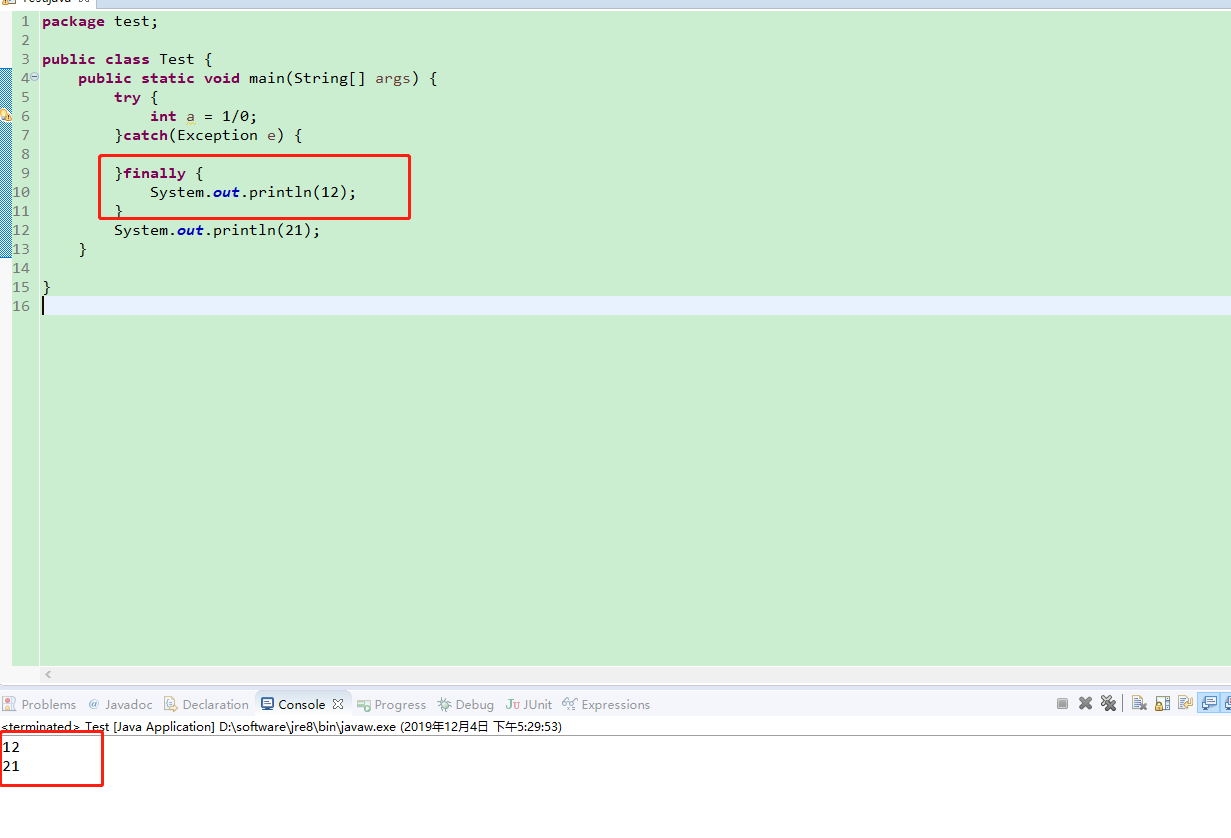 1 package test;
2
3 public class Test {
4 public static void main(String[] args) {
5 try {
6 int a = 1/0;
7 }catch(Exception e) {
8
9 }finally {
10 System.out.println(12);
11 }
12 System.out.println(21);
13 }
14
15 }
16
Problems @ Javadoc Declaration Console Progress Debug JUnit Expressions
<terminated> Test [Java Application] D:\software\jre8\bin\javaw.exe (2019年12月4日 下午5:29:53)
12
21